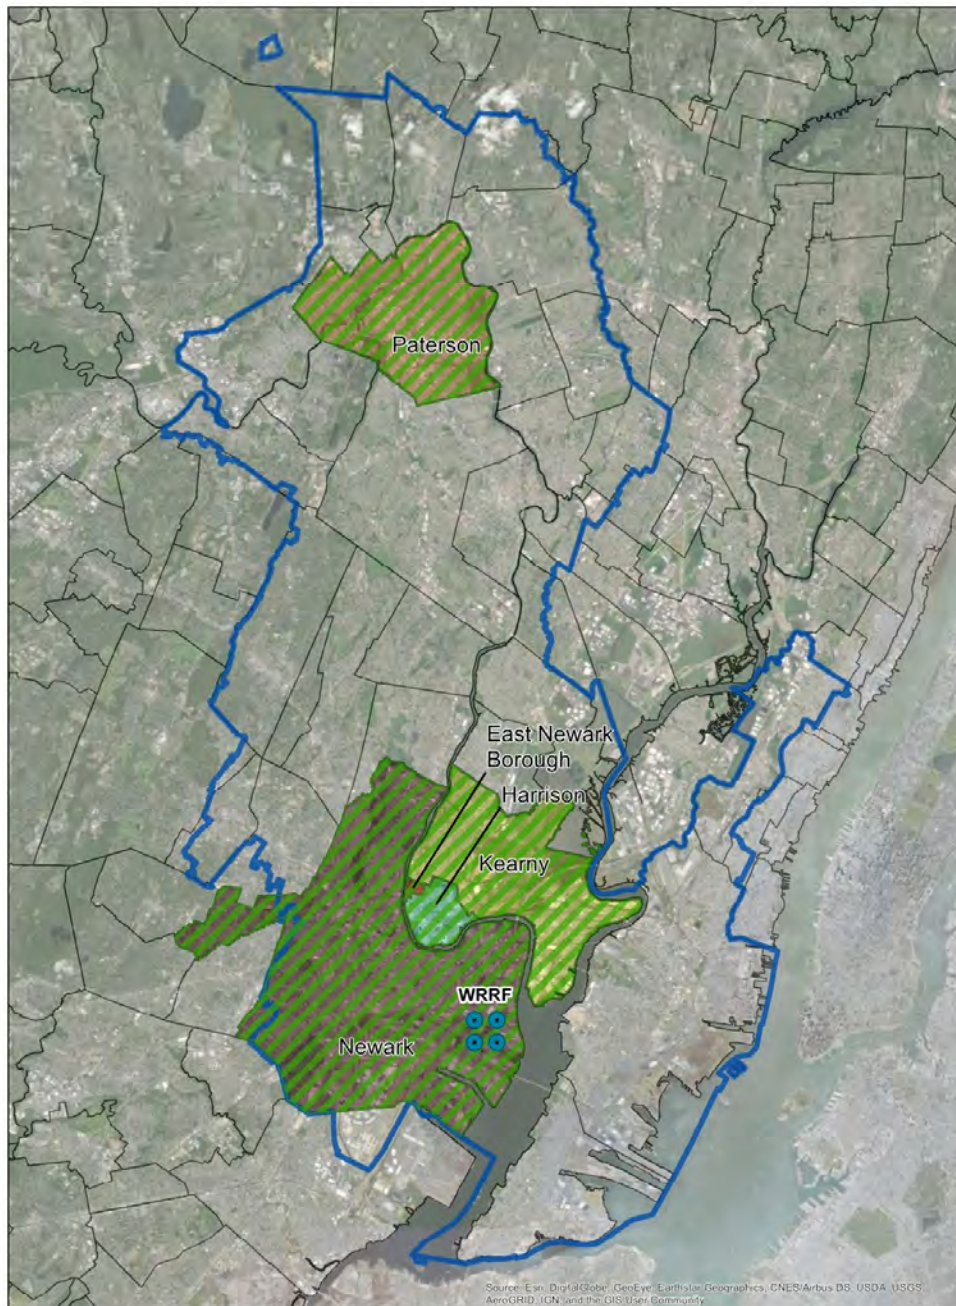 Paterson
East Newark
Borough
Harrison
Kearny
WRRF
Newark
Source: Esri, DigitalGlobe, GeoEye, Earthstar Geographics, CNES/Airbus DS, USDA, USGS,
AeroGRID, IGN, and the GIS User Community